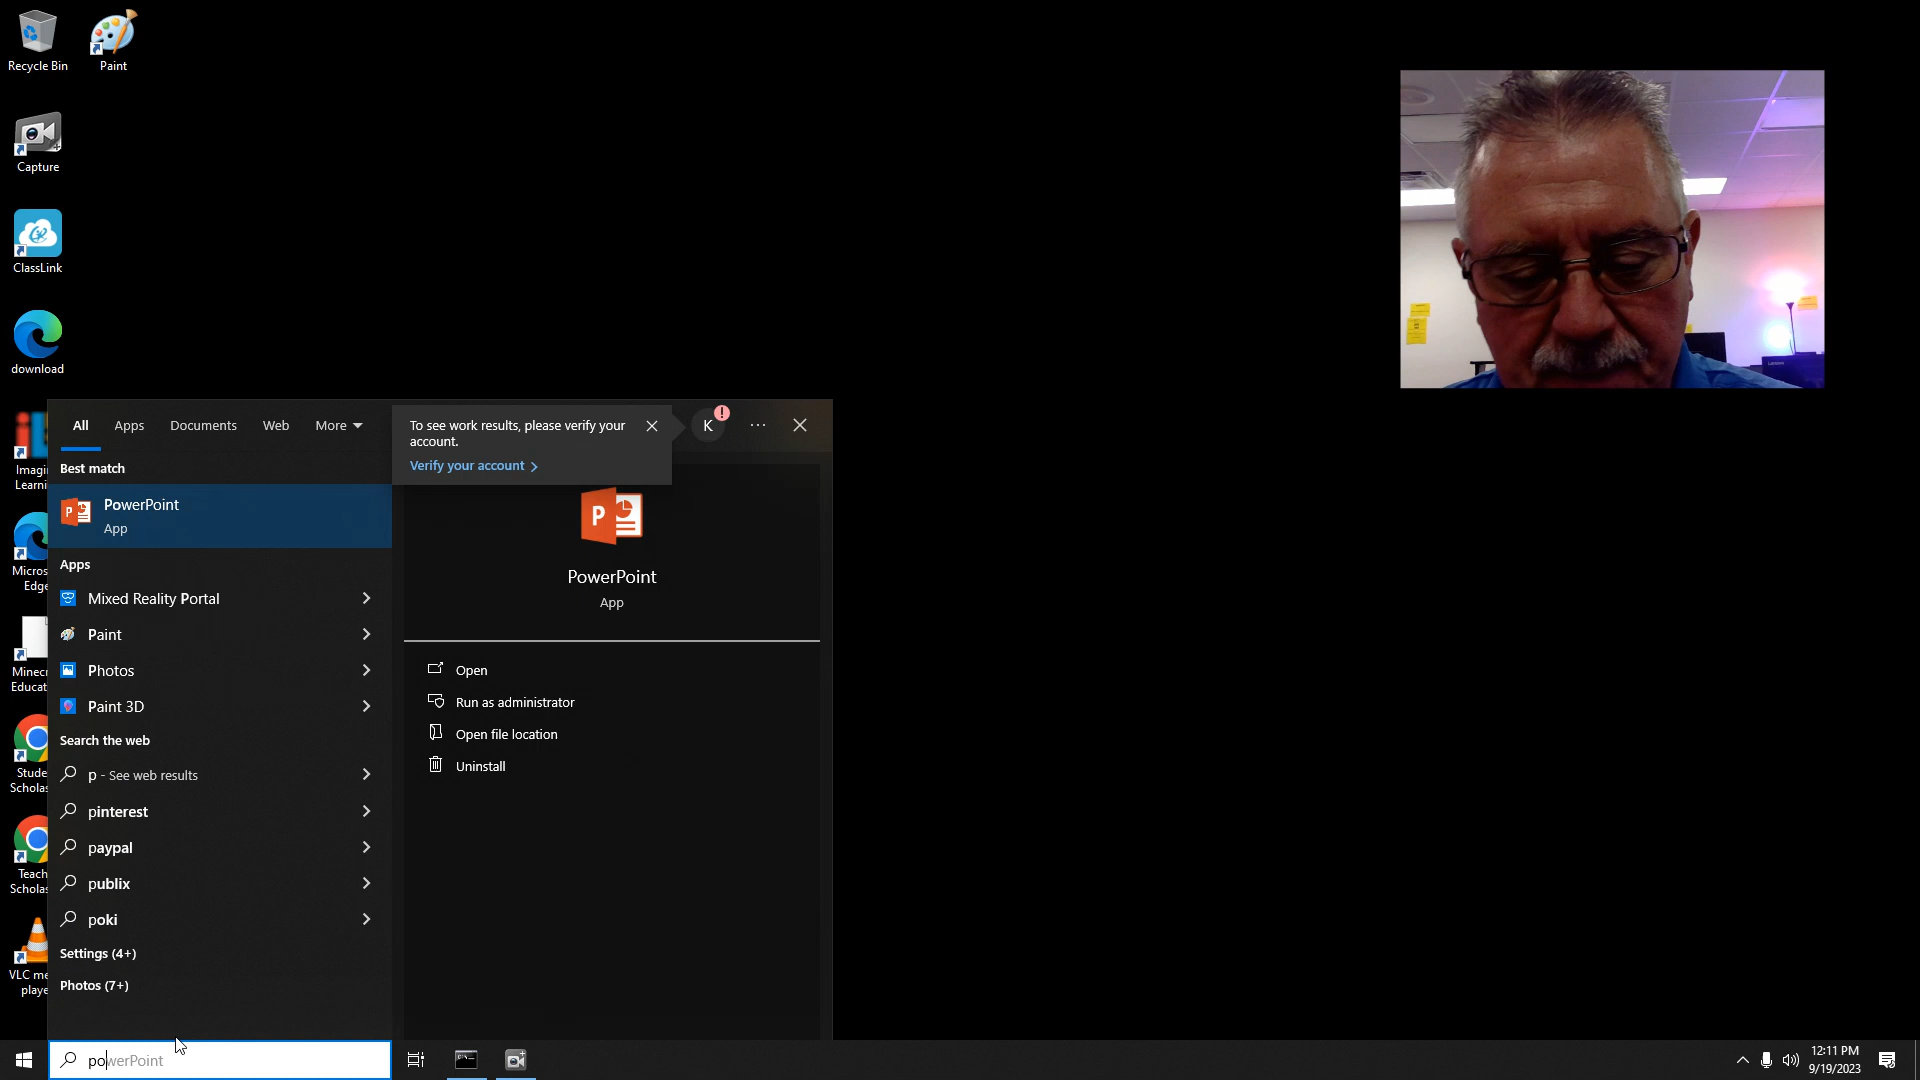 Recycle Bin
Paint
Capture
ClassLink
download
Imagi
Learni
Micros
Edge
Minecr
Educat
Stude
Scholas
Teach
Scholas
VLC me
playe
All
Apps
Documents
Web
More
To see work results, please verify your
account.
Verify your account
K
!
...
Best match
PowerPoint
App
Apps
Mixed Reality Portal
Paint
Photos
Paint 3D
Search the web
p - See web results
pinterest
paypal
publix
poki
Settings (4+)
Photos (7+)
P
PowerPoint
App
Open
Run as administrator
Open file location
Uninstall
powerPoint
12:11 PM
9/19/2023